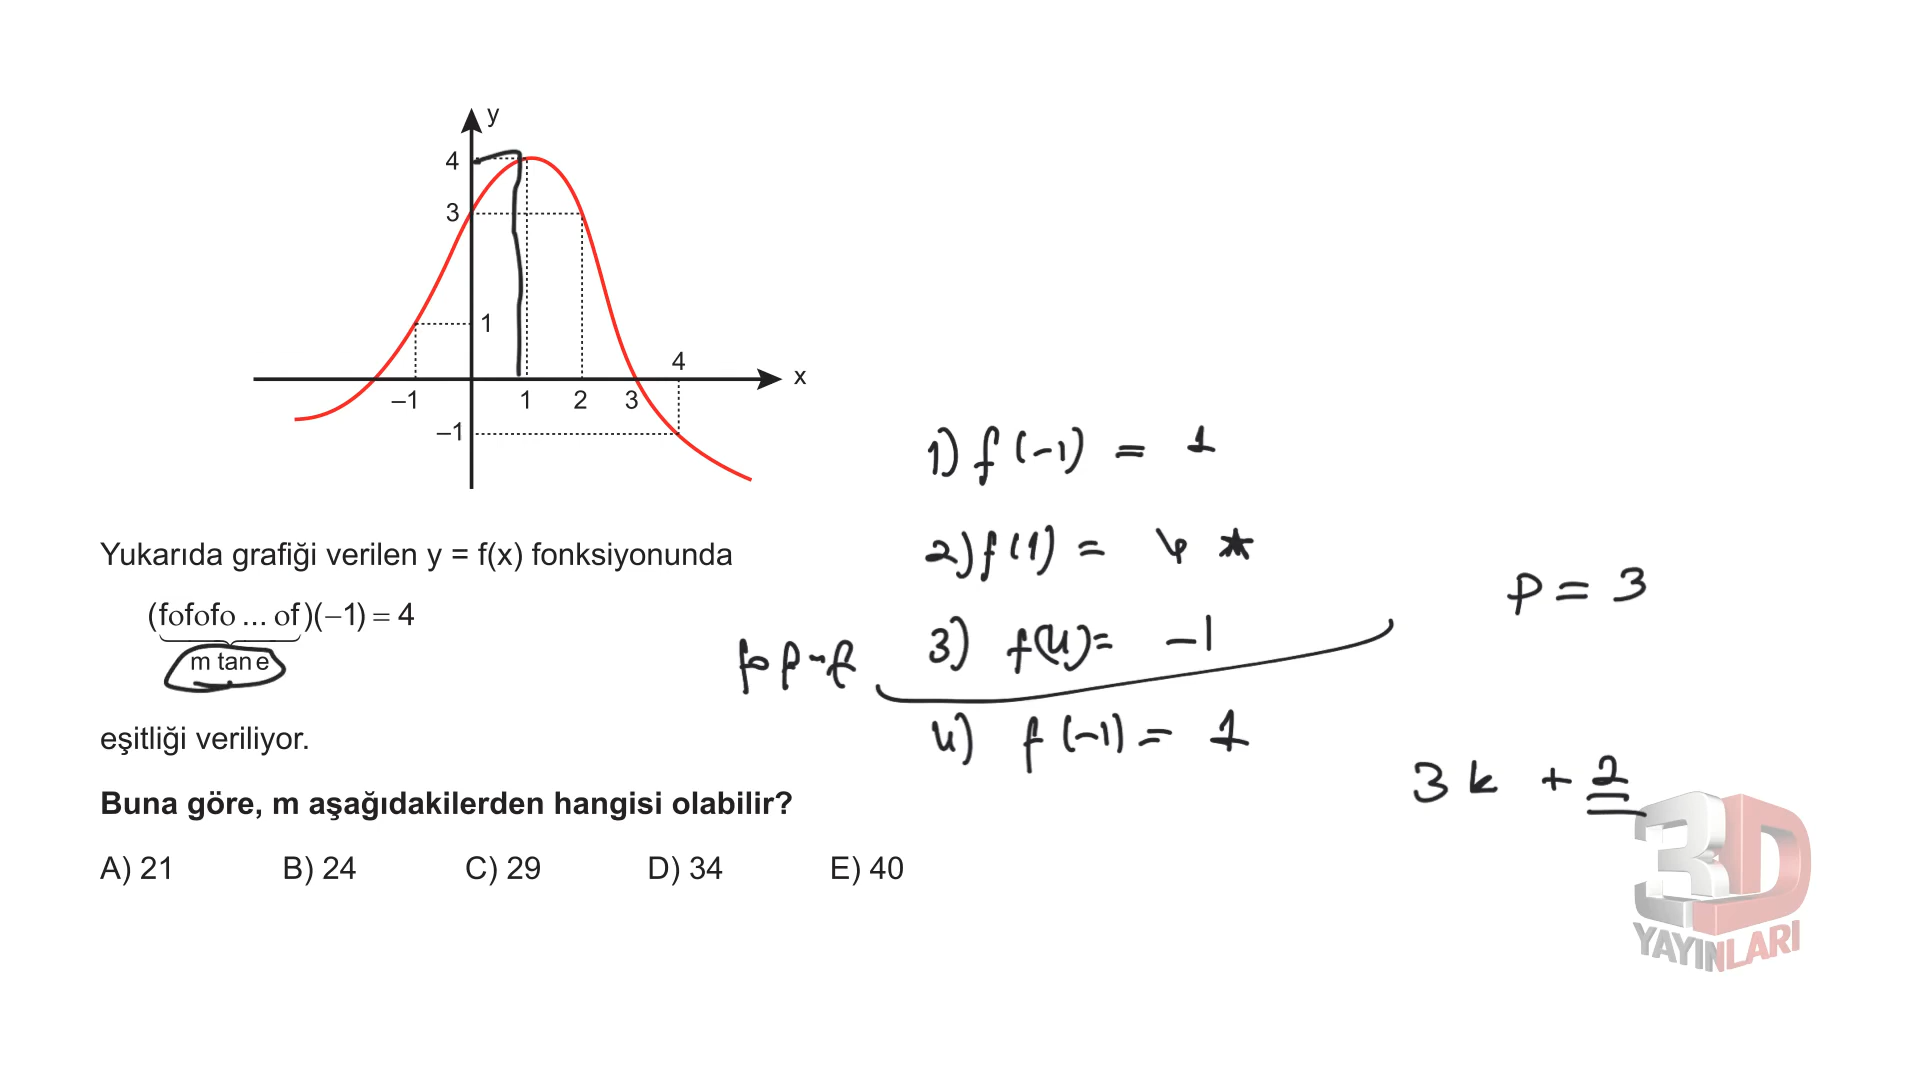 y
4
3
1
4
x
–1 1 2 3
–1
Yukarıda grafiği verilen y = f(x) fonksiyonunda
(fofofo ... of)(–1) = 4
m tane
eşitliği veriliyor.
Buna göre, m aşağıdakilerden hangisi olabilir?
A) 21 B) 24 C) 29 D) 34 E) 40
1) f(-1) = 1
2) f(1) = 4 *
3) f(4) = -1
4) f(-1) = 1
p = 3
3k + 2
3D
YAYINLARI